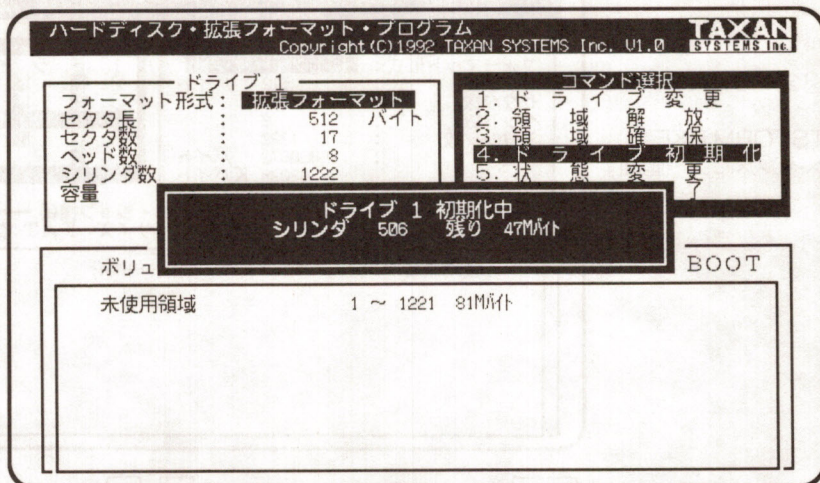 ハードディスク・拡張フォーマット・プログラム
Copyright(C)1992 TAXAN SYSTEMS Inc. V1.0
TAXAN
SYSTEMS Inc.
ドライブ 1
フォーマット形式: 拡張フォーマット
セクタ長 : 512 バイト
セクタ数 : 17
ヘッド数 : 8
シリンダ数 : 1222
容量
コマンド選択
1. ドライブ変更
2. 領域解放
3. 領域確保
4. ドライブ初期化
5. 状態変更
了
ドライブ 1 初期化中
シリンダ 506 残り 47Mバイト
ボリュ
BOOT
未使用領域 1 ~ 1221 81Mバイト